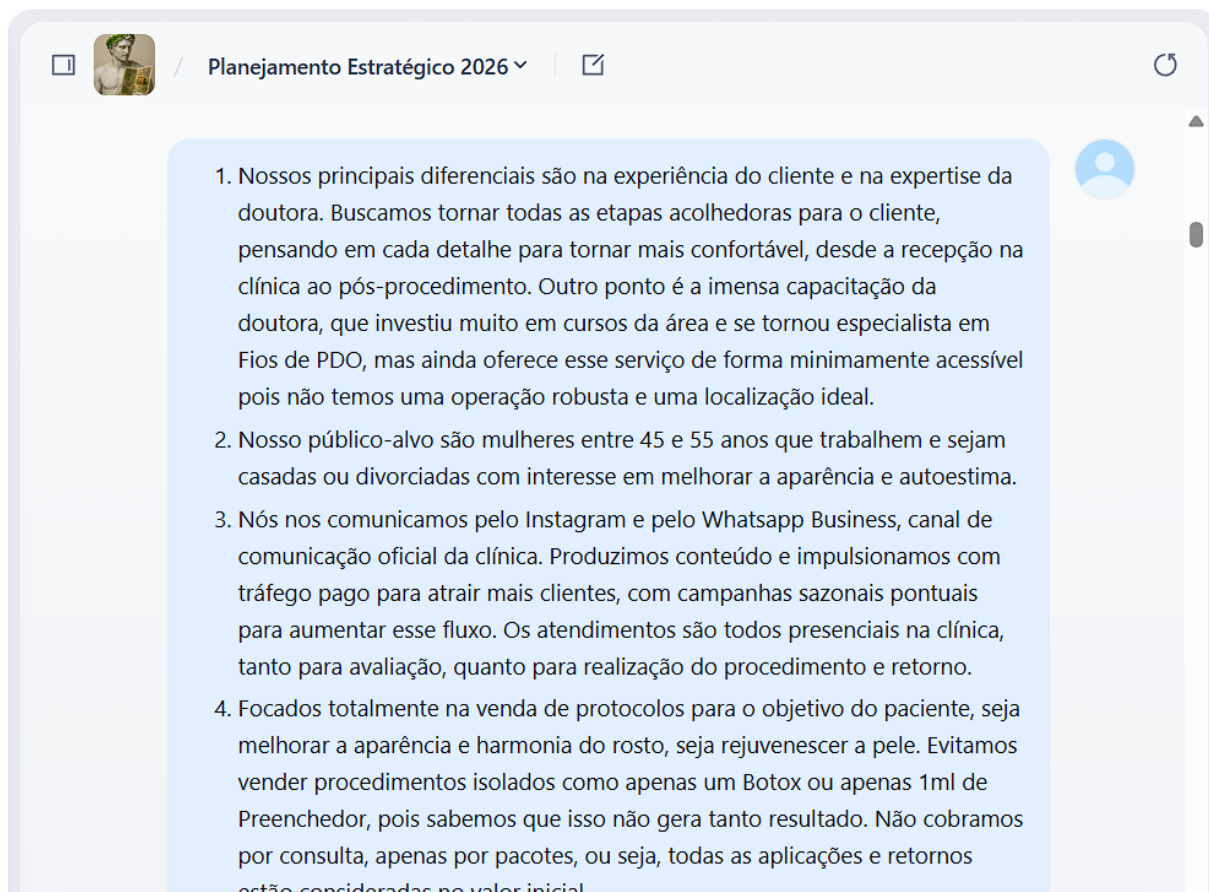 Planejamento Estratégico 2026
1. Nossos principais diferenciais são na experiência do cliente e na expertise da
doutora. Buscamos tornar todas as etapas acolhedoras para o cliente,
pensando em cada detalhe para tornar mais confortável, desde a recepção na
clínica ao pós-procedimento. Outro ponto é a imensa capacitação da
doutora, que investiu muito em cursos da área e se tornou especialista em
Fios de PDO, mas ainda oferece esse serviço de forma minimamente acessível
pois não temos uma operação robusta e uma localização ideal.
2. Nosso público-alvo são mulheres entre 45 e 55 anos que trabalhem e sejam
casadas ou divorciadas com interesse em melhorar a aparência e autoestima.
3. Nós nos comunicamos pelo Instagram e pelo Whatsapp Business, canal de
comunicação oficial da clínica. Produzimos conteúdo e impulsionamos com
tráfego pago para atrair mais clientes, com campanhas sazonais pontuais
para aumentar esse fluxo. Os atendimentos são todos presenciais na clínica,
tanto para avaliação, quanto para realização do procedimento e retorno.
4. Focados totalmente na venda de protocolos para o objetivo do paciente, seja
melhorar a aparência e harmonia do rosto, seja rejuvenescer a pele. Evitamos
vender procedimentos isolados como apenas um Botox ou apenas 1ml de
Preenchedor, pois sabemos que isso não gera tanto resultado. Não cobramos
por consulta, apenas por pacotes, ou seja, todas as aplicações e retornos
estão consideradas no valor inicial